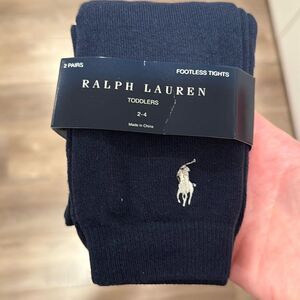 2 PAIRS
FOOTLESS TIGHTS
RALPH LAUREN
TODDLERS
2-4
Made in China